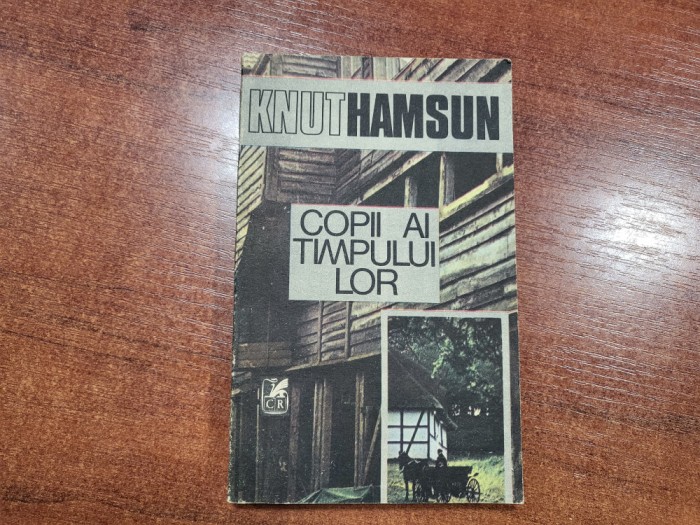 KNUT HAMSUN
COPII AI
TIMPULUI
LOR
CR